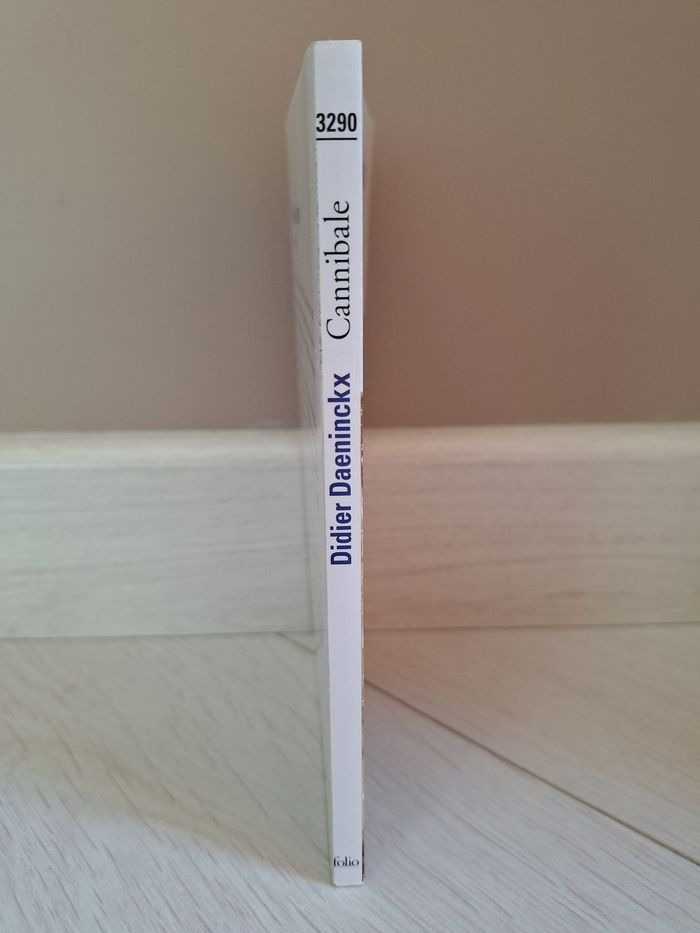 3290
Cannibale
Didier Daeninckx
folio